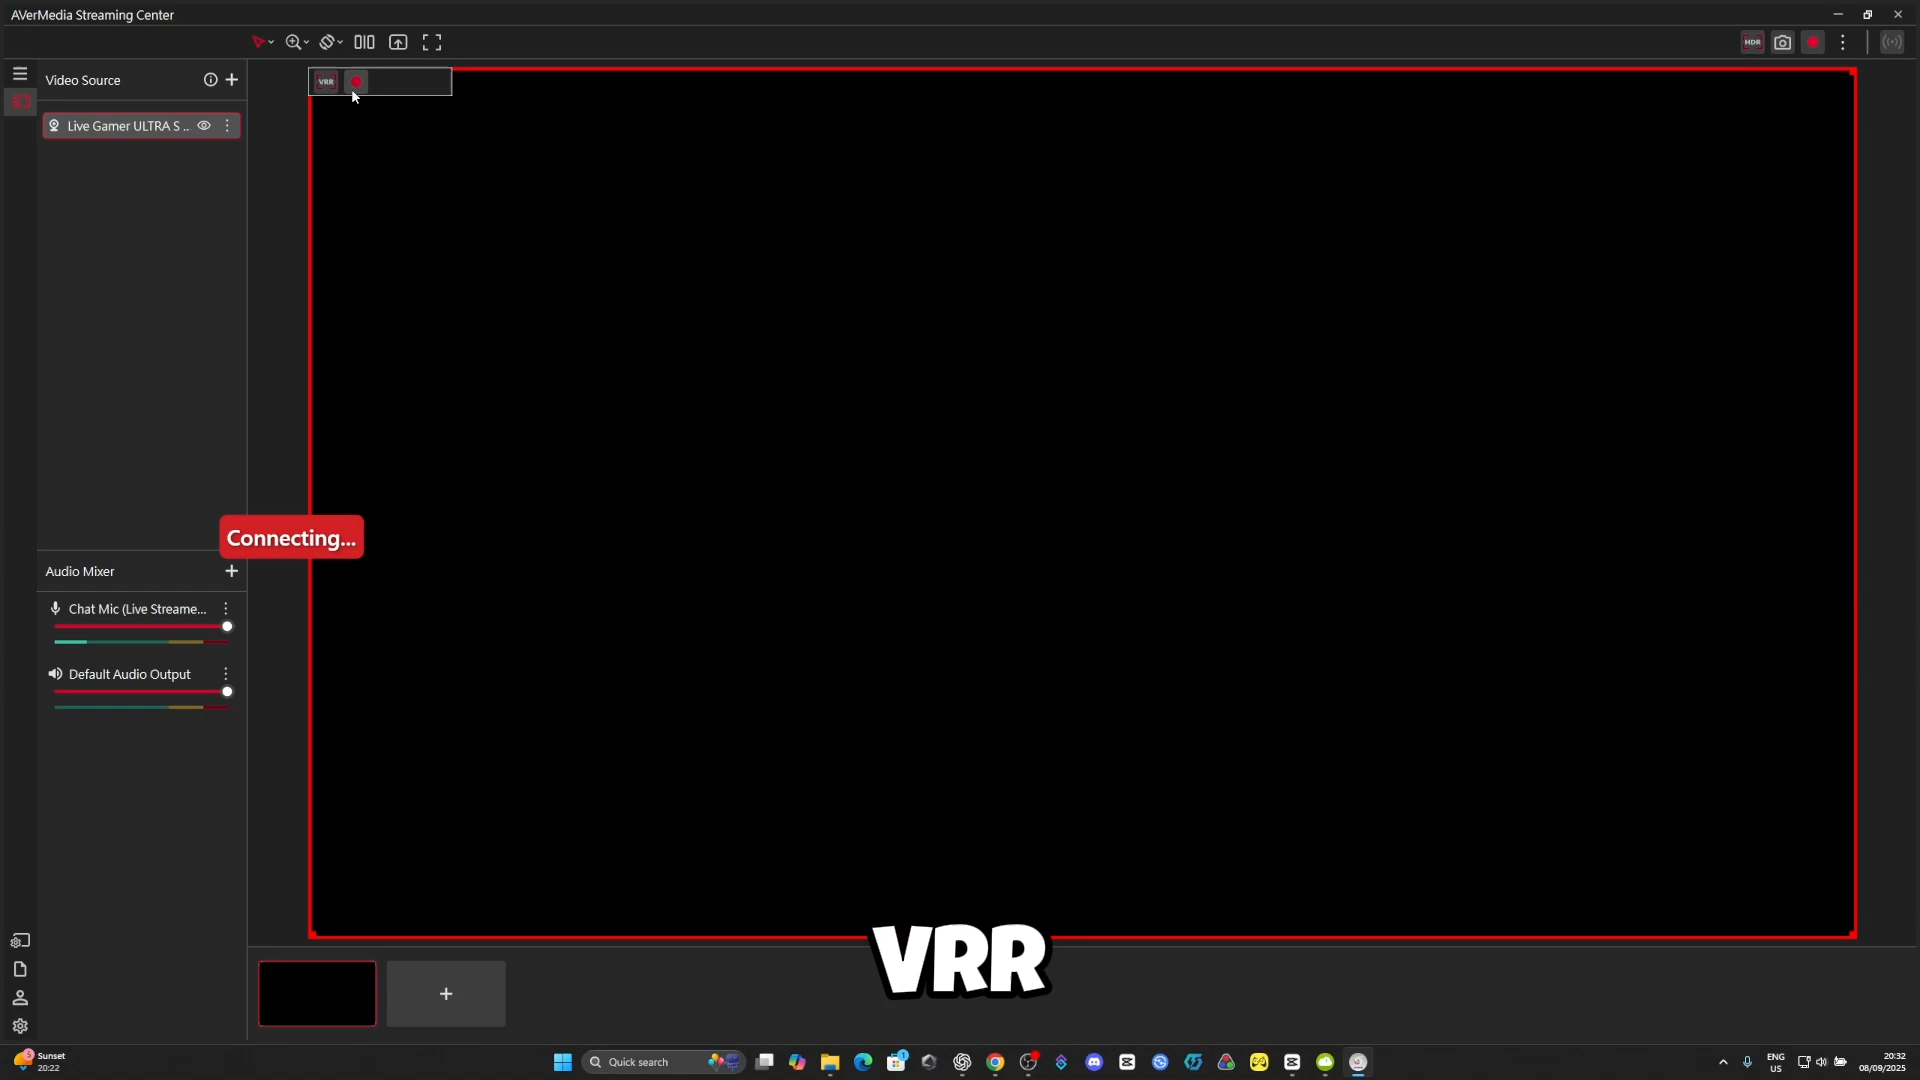 AVerMedia Streaming Center
HDR
Video Source
VRR
Live Gamer ULTRA S ...
Connecting...
Audio Mixer
Chat Mic (Live Streame...
Default Audio Output
VRR
Sunset
20:22
Quick search
ENG
US
20:32
08/09/2025